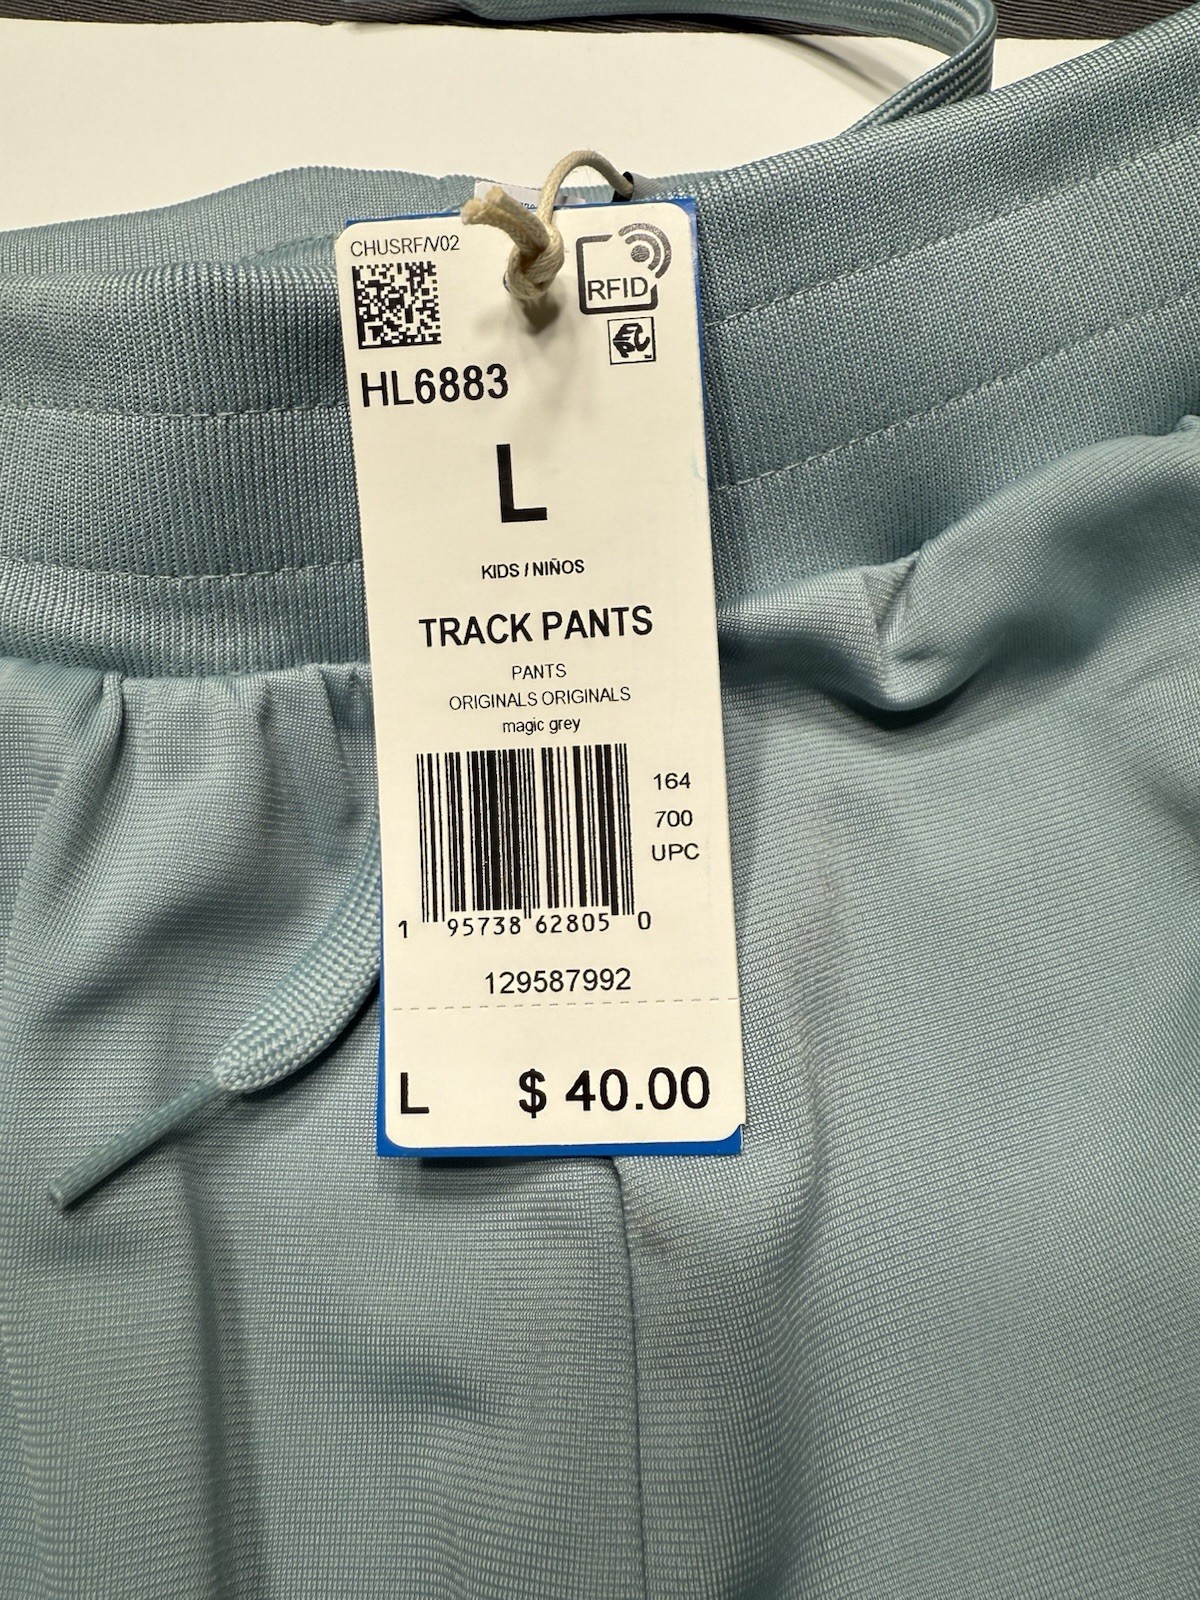 CHUSRF/V02
RFID
EPC
HL6883
L
KIDS / NIÑOS
TRACK PANTS
PANTS
ORIGINALS ORIGINALS
magic grey
164
700
UPC
1 95738 62805 0
129587992
L $ 40.00